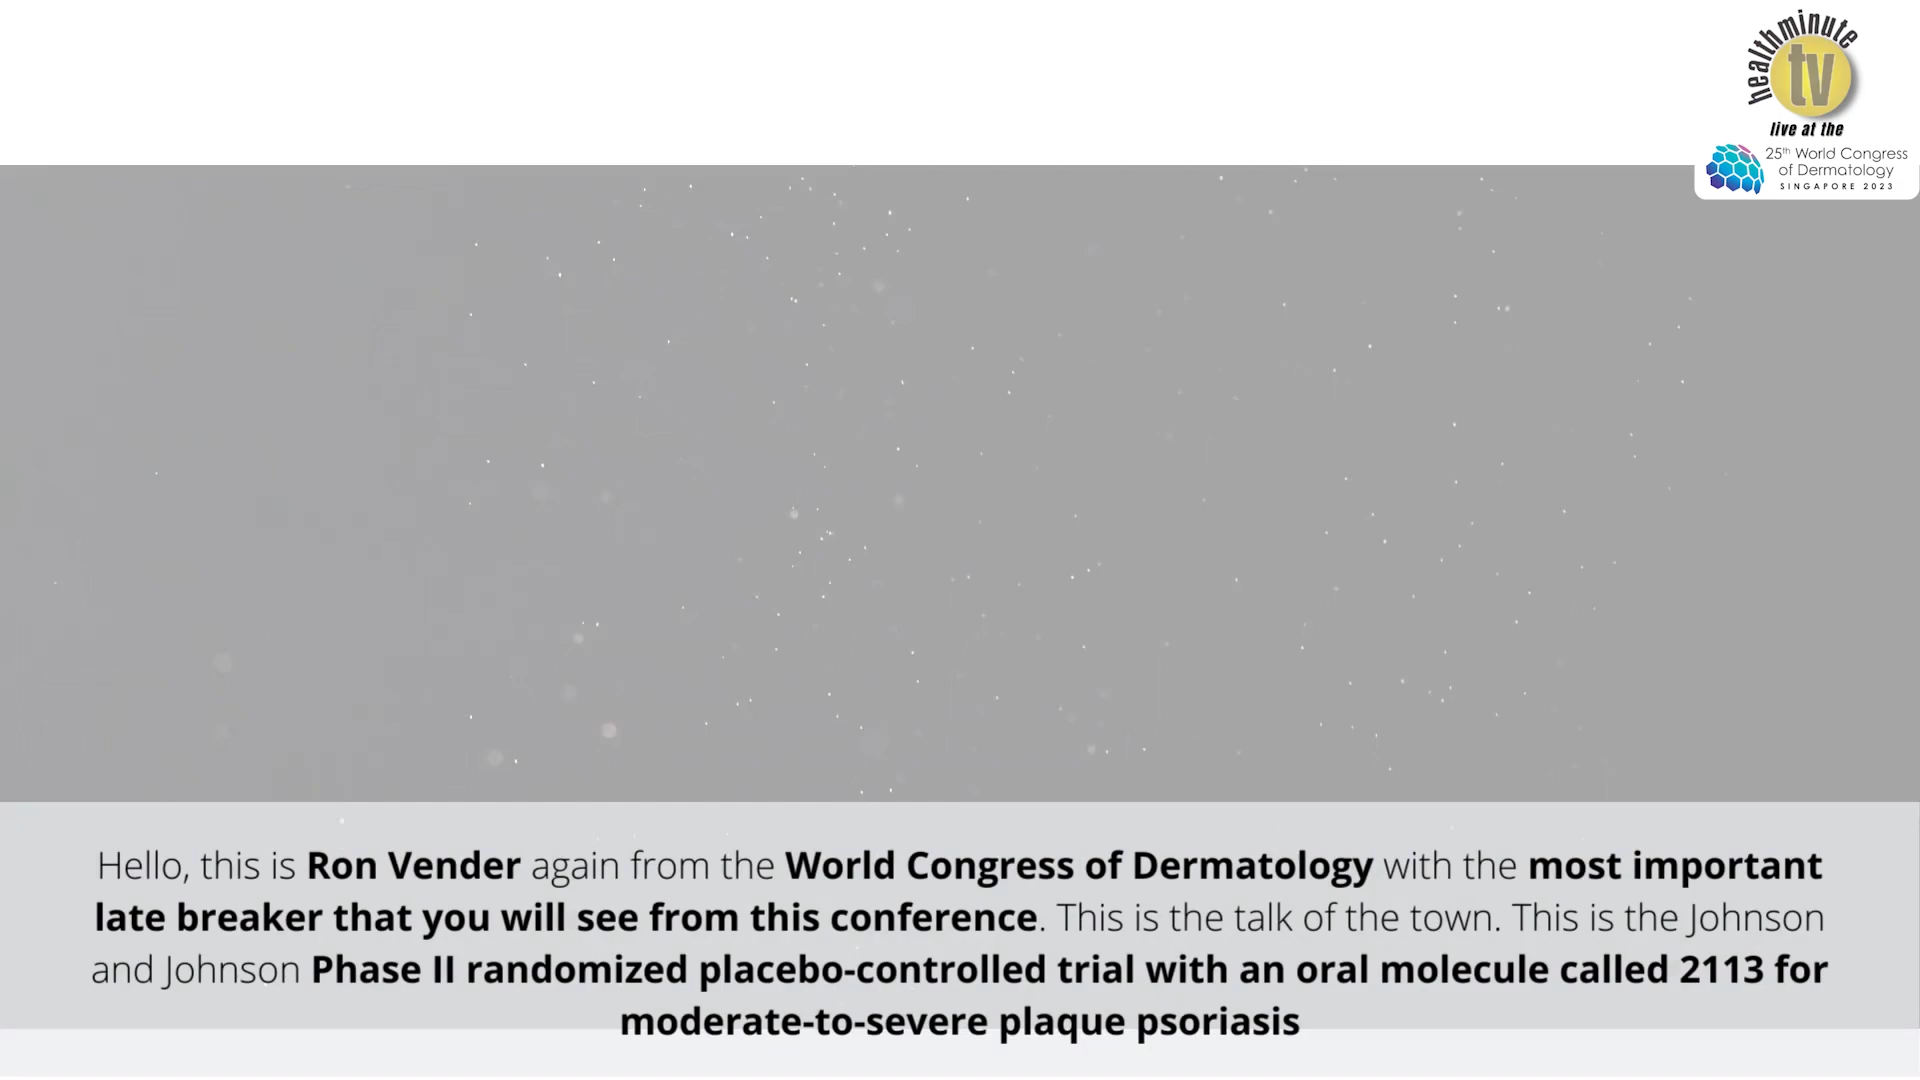 healthminute
tv
live at the
25th World Congress
of Dermatology
SINGAPORE 2023
Hello, this is Ron Vender again from the World Congress of Dermatology with the most important
late breaker that you will see from this conference. This is the talk of the town. This is the Johnson
and Johnson Phase II randomized placebo-controlled trial with an oral molecule called 2113 for
moderate-to-severe plaque psoriasis